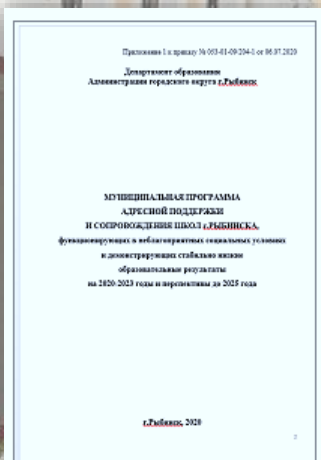 Приложение 1 к приказу № 053-01-09/204-1 от 06.07.2020
Департамент образования
Администрации городского округа г.Рыбинск
МУНИЦИПАЛЬНАЯ ПРОГРАММА
АДРЕСНОЙ ПОДДЕРЖКИ
И СОПРОВОЖДЕНИЯ ШКОЛ г.РЫБИНСКА,
функционирующих в неблагоприятных социальных условиях
и демонстрирующих стабильно низкие
образовательные результаты
на 2020-2023 годы и перспективы до 2025 года
г.Рыбинск, 2020